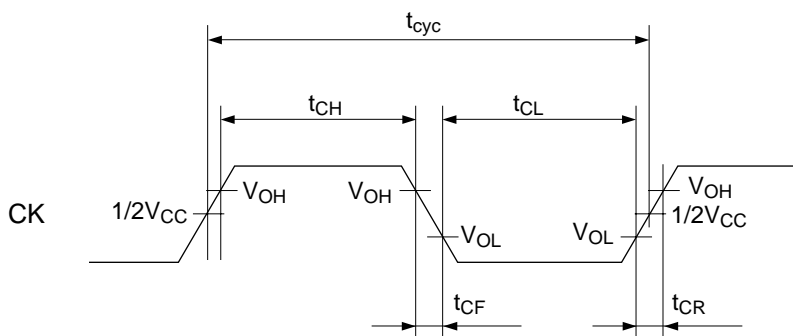 tcyc
tCH
tCL
CK
1/2VCC
VOH
VOH
VOL
VOL
VOH
1/2VCC
tCF
tCR